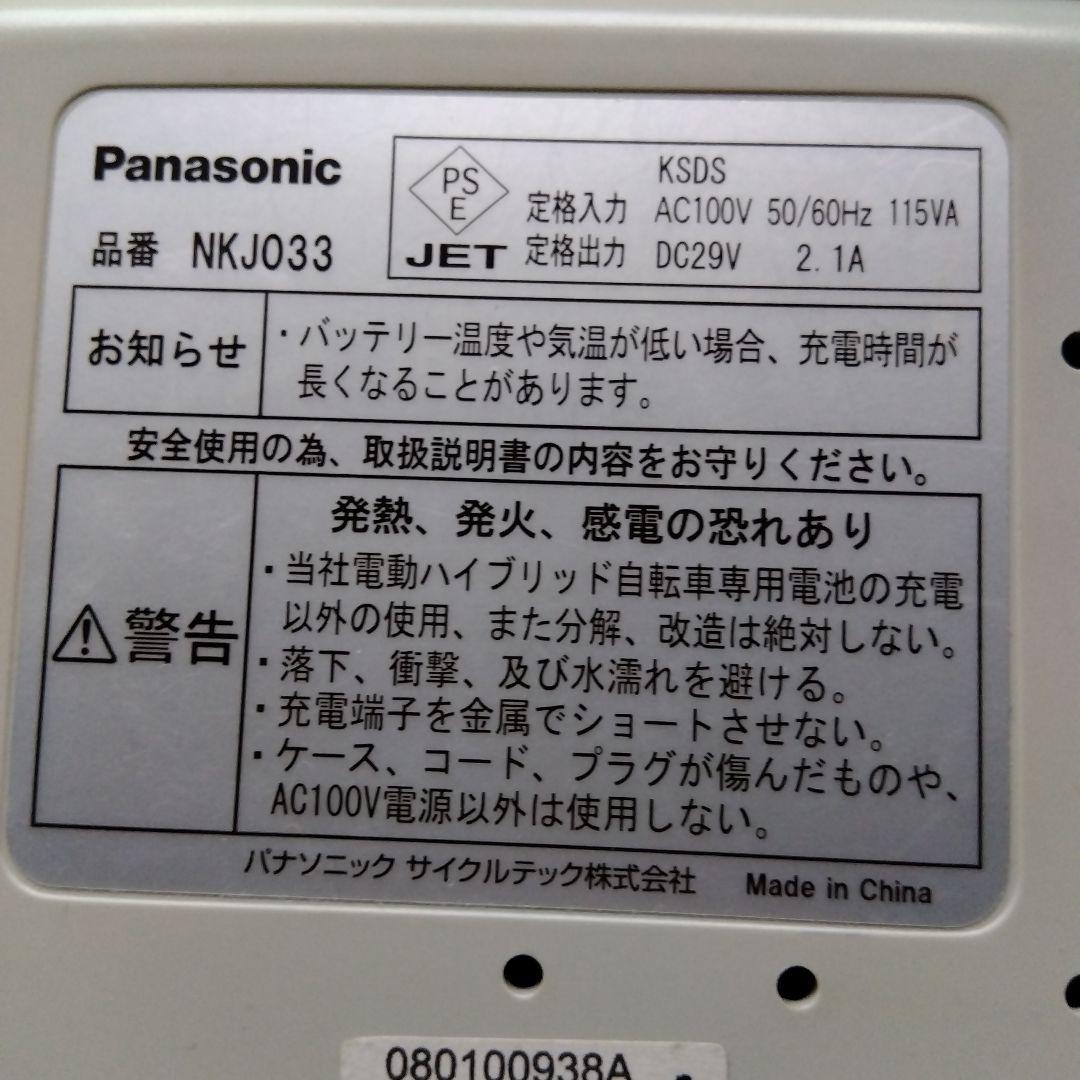 Panasonic
品番 NKJ033
PS
E
JET
KSDS
定格入力 AC100V 50/60Hz 115VA
定格出力 DC29V 2.1A
お知らせ
・バッテリー温度や気温が低い場合、充電時間が
長くなることがあります。
安全使用の為、取扱説明書の内容をお守りください。
警告
発熱、発火、感電の恐れあり
・当社電動ハイブリッド自転車専用電池の充電
以外の使用、また分解、改造は絶対しない。
・落下、衝撃、及び水濡れを避ける。
・充電端子を金属でショートさせない。
・ケース、コード、プラグが傷んだものや、
AC100V電源以外は使用しない。
パナソニック サイクルテック株式会社 Made in China
080100938A